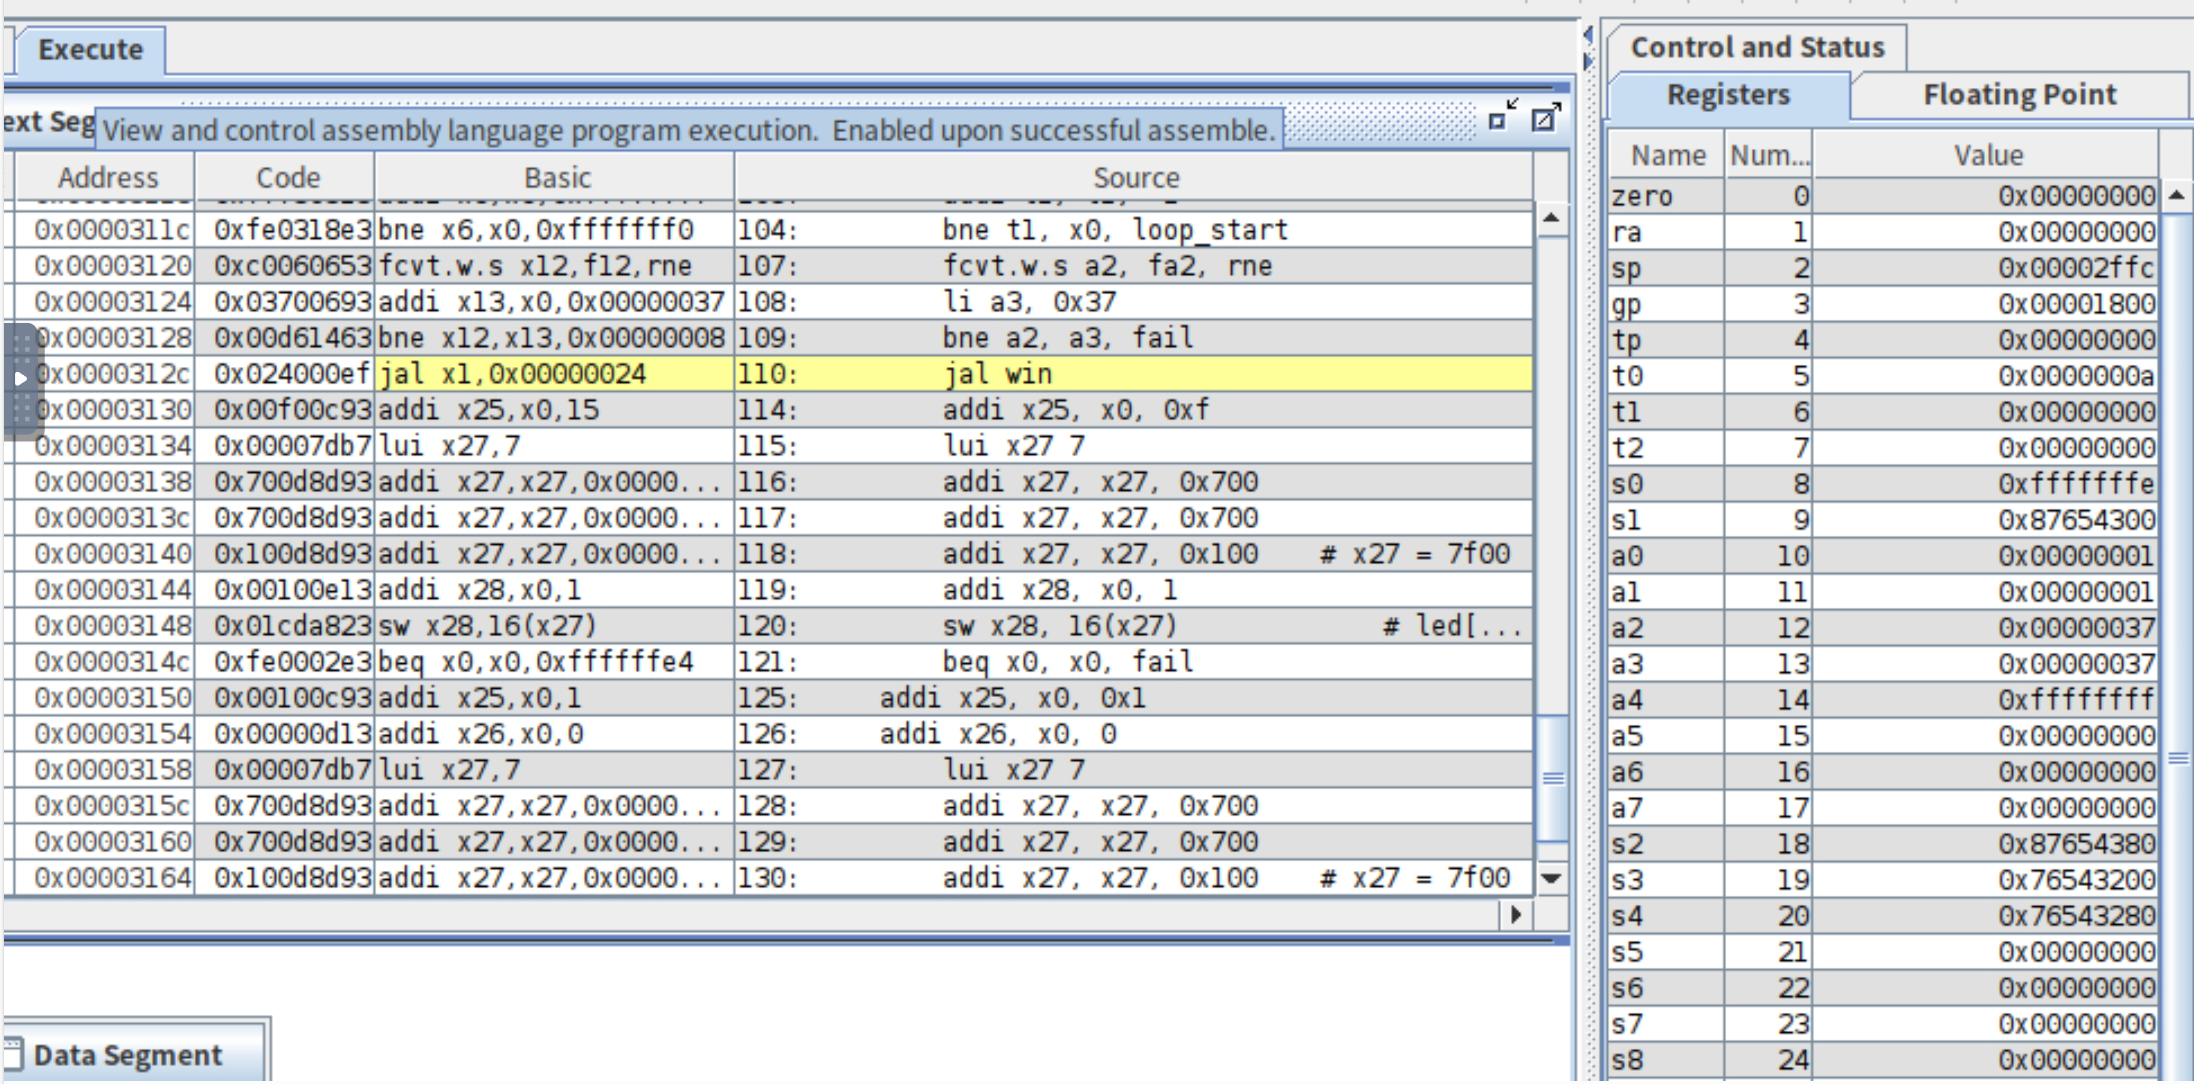 Execute
ext Seg
View and control assembly language program execution.  Enabled upon successful assemble.
Address Code Basic Source
0x0000311c 0xfe0318e3 bne x6,x0,0xfffffff0 104: bne t1, x0, loop_start
0x00003120 0xc0060653 fcvt.w.s x12,f12,rne 107: fcvt.w.s a2, fa2, rne
0x00003124 0x03700693 addi x13,x0,0x00000037 108: li a3, 0x37
0x00003128 0x00d61463 bne x12,x13,0x00000008 109: bne a2, a3, fail
0x0000312c 0x024000ef jal x1,0x00000024 110: jal win
0x00003130 0x00f00c93 addi x25,x0,15 114: addi x25, x0, 0xf
0x00003134 0x00007db7 lui x27,7 115: lui x27 7
0x00003138 0x700d8d93 addi x27,x27,0x0000... 116: addi x27, x27, 0x700
0x0000313c 0x700d8d93 addi x27,x27,0x0000... 117: addi x27, x27, 0x700
0x00003140 0x100d8d93 addi x27,x27,0x0000... 118: addi x27, x27, 0x100 # x27 = 7f00
0x00003144 0x00100e13 addi x28,x0,1 119: addi x28, x0, 1
0x00003148 0x01cda823 sw x28,16(x27) 120: sw x28, 16(x27) # led[...
0x0000314c 0xfe0002e3 beq x0,x0,0xffffffe4 121: beq x0, x0, fail
0x00003150 0x00100c93 addi x25,x0,1 125: addi x25, x0, 0x1
0x00003154 0x00000d13 addi x26,x0,0 126: addi x26, x0, 0
0x00003158 0x00007db7 lui x27,7 127: lui x27 7
0x0000315c 0x700d8d93 addi x27,x27,0x0000... 128: addi x27, x27, 0x700
0x00003160 0x700d8d93 addi x27,x27,0x0000... 129: addi x27, x27, 0x700
0x00003164 0x100d8d93 addi x27,x27,0x0000... 130: addi x27, x27, 0x100 # x27 = 7f00
Data Segment
Control and Status
Registers Floating Point
Name Num... Value
zero 0 0x00000000
ra 1 0x00000000
sp 2 0x00002ffc
gp 3 0x00001800
tp 4 0x00000000
t0 5 0x0000000a
t1 6 0x00000000
t2 7 0x00000000
s0 8 0xfffffffe
s1 9 0x87654300
a0 10 0x00000001
a1 11 0x00000001
a2 12 0x00000037
a3 13 0x00000037
a4 14 0xffffffff
a5 15 0x00000000
a6 16 0x00000000
a7 17 0x00000000
s2 18 0x87654380
s3 19 0x76543200
s4 20 0x76543280
s5 21 0x00000000
s6 22 0x00000000
s7 23 0x00000000
s8 24 0x00000000